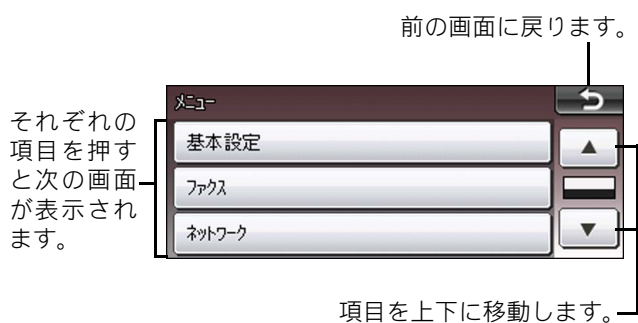 前の画面に戻ります。
ﾒﾆｭｰ
それぞれの
項目を押す
と次の画面
が表示され
ます。
基本設定
ﾌｧｸｽ
ﾈｯﾄﾜｰｸ
項目を上下に移動します。